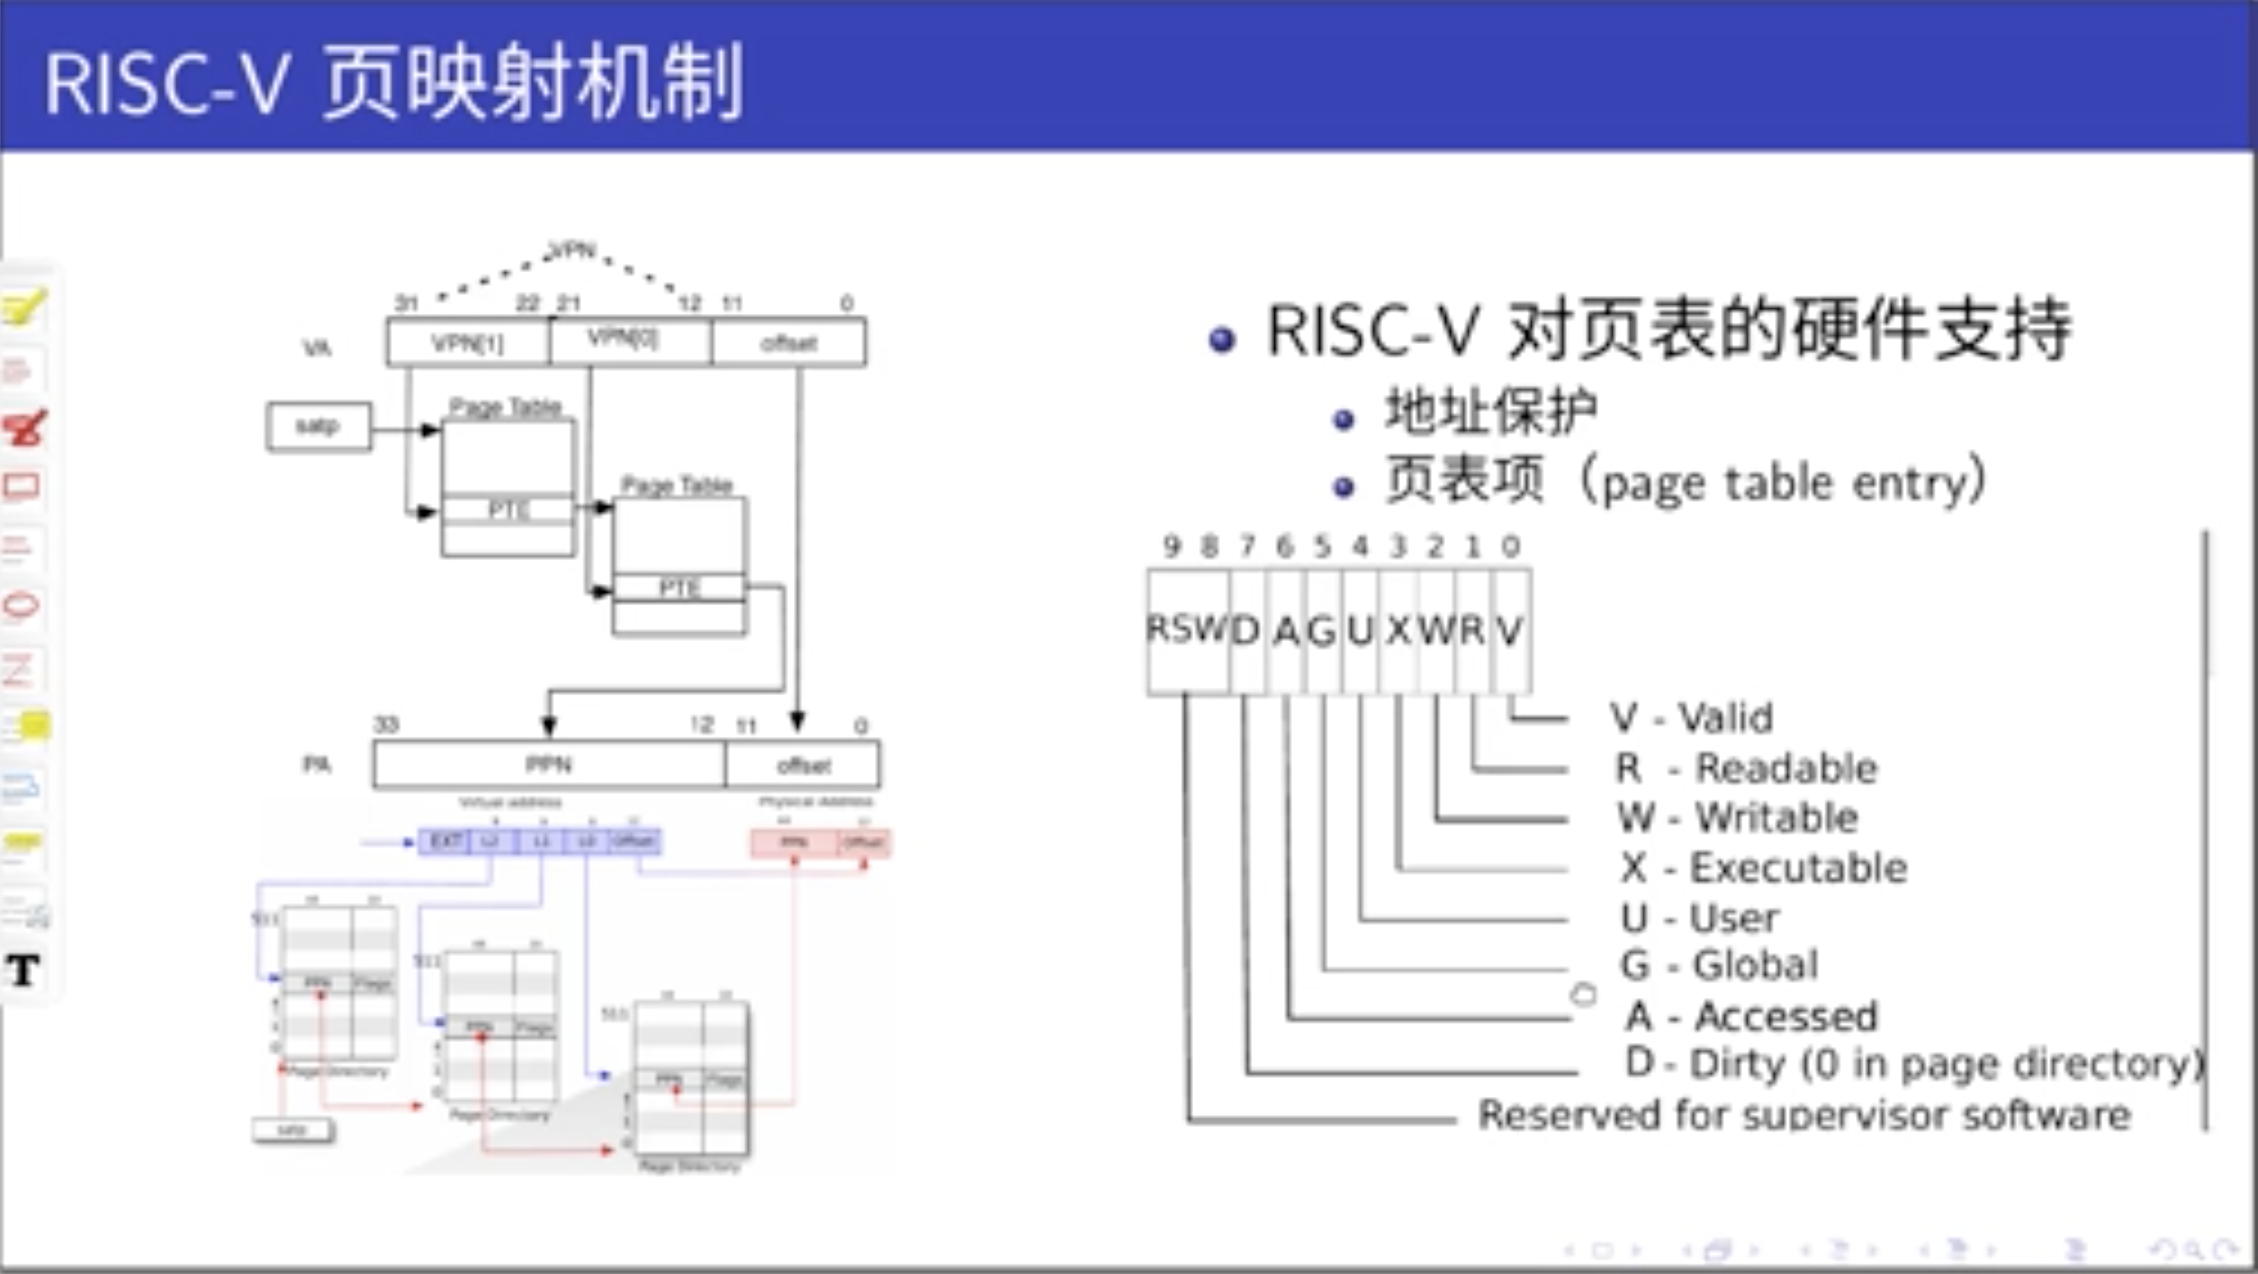 RISC-V 页映射机制
VPN
31 22 21 12 11 0
VA VPN[1] VPN[0] offset
satp
Page Table
PTE
Page Table
PTE
33 12 11 0
PA PPN offset
Virtual address Physical Address
EXT L2 L1 L0 Offset
PPN Offset
511
PPN Flags
Page Directory
satp
511
PPN Flags
Page Directory
511
PPN Flags
Page Directory
RISC-V 对页表的硬件支持
地址保护
页表项（page table entry）
9 8 7 6 5 4 3 2 1 0
RSW D A G U X W R V
V - Valid
R - Readable
W - Writable
X - Executable
U - User
G - Global
A - Accessed
D - Dirty (0 in page directory)
Reserved for supervisor software
T